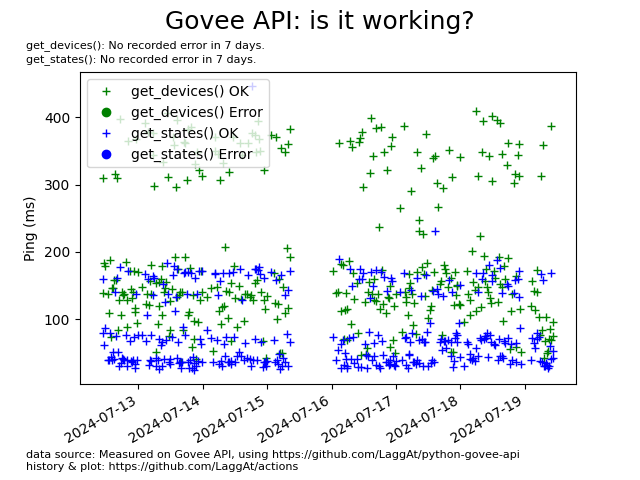 Govee API: is it working?
get_devices(): No recorded error in 7 days.
get_states(): No recorded error in 7 days.
get_devices() OK
get_devices() Error
get_states() OK
get_states() Error
Ping (ms)
400
300
200
100
2024-07-13
2024-07-14
2024-07-15
2024-07-16
2024-07-17
2024-07-18
2024-07-19
data source: Measured on Govee API, using https://github.com/LaggAt/python-govee-api
history & plot: https://github.com/LaggAt/actions